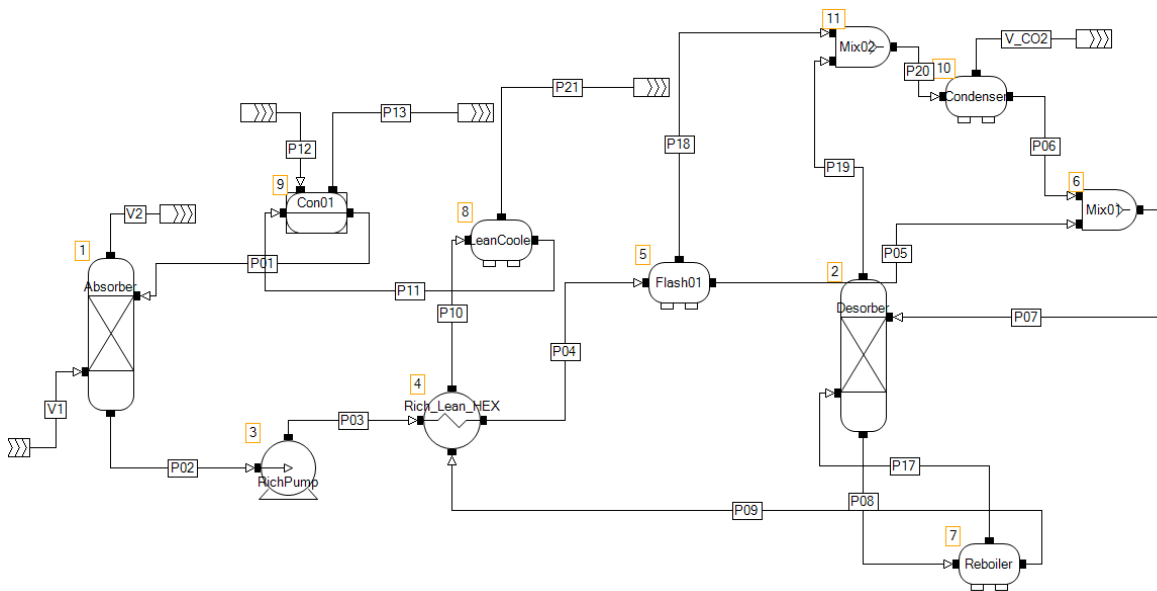 11
Mix02
V_CO2
P20
10
Condenser
P21
P13
P12
P18
P06
P19
9
Con01
6
Mix01
8
LeanCoole
V2
1
P05
5
2
P01
Absorber
Flash01
P11
Desorber
P10
P07
P04
4
V1
Rich_Lean_HEX
P03
3
P02
P17
RichPump
P08
P09
7
Reboiler